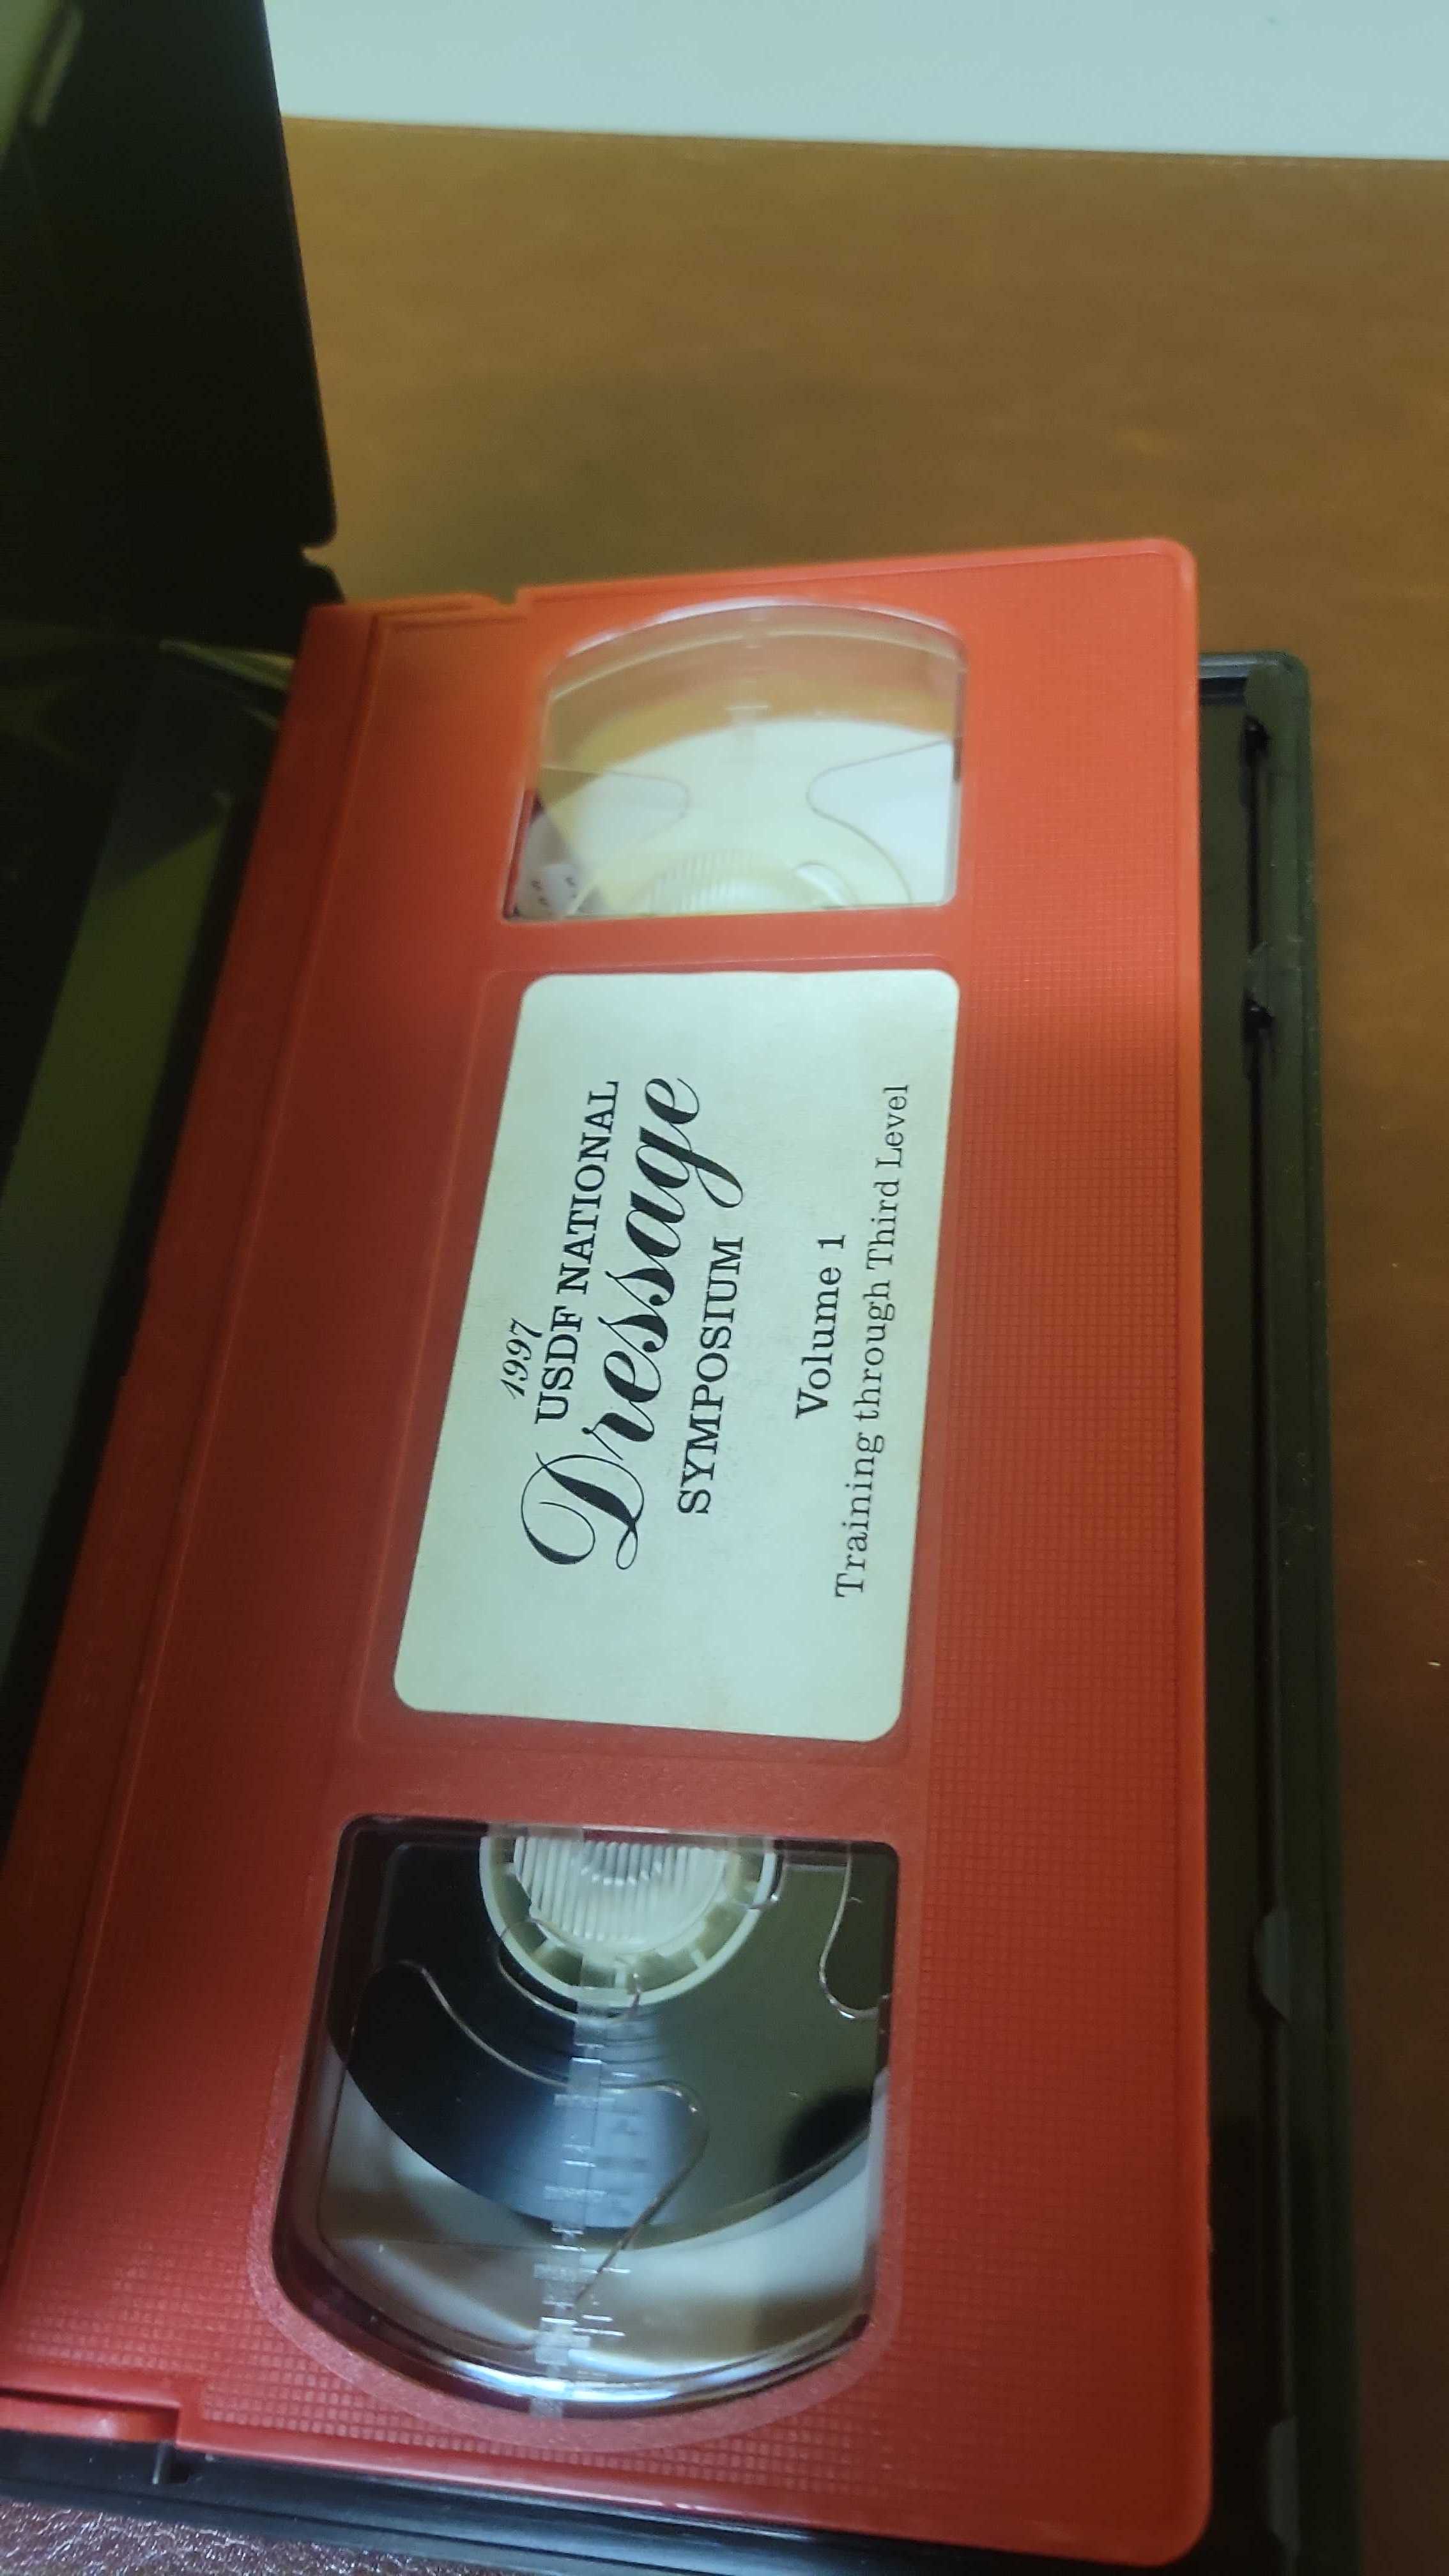 1997
USDF NATIONAL
Dressage
SYMPOSIUM
Volume 1
Training through Third Level